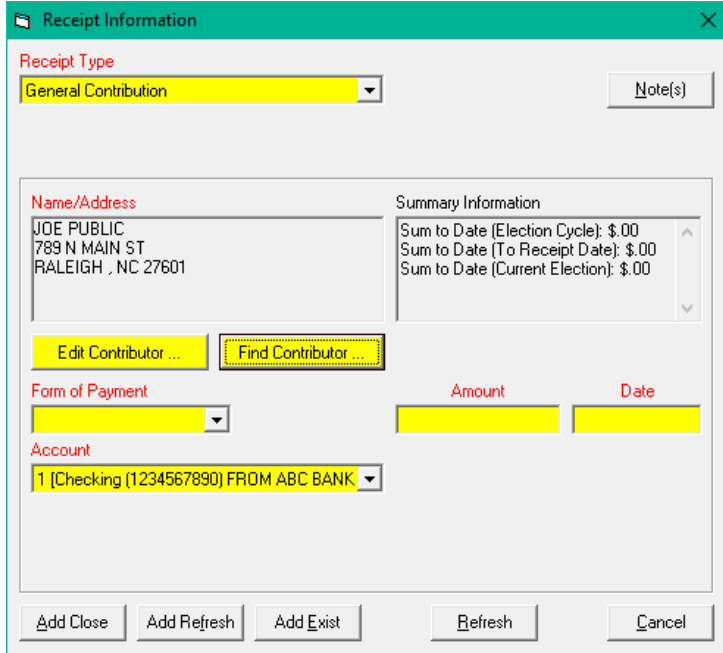 Receipt Information
Receipt Type
General Contribution
Note(s)
Name/Address
JOE PUBLIC
789 N MAIN ST
RALEIGH , NC 27601
Summary Information
Sum to Date (Election Cycle): $.00
Sum to Date (To Receipt Date): $.00
Sum to Date (Current Election): $.00
Edit Contributor ...
Find Contributor ...
Form of Payment
Amount
Date
Account
1 [Checking (1234567890) FROM ABC BANK
Add Close
Add Refresh
Add Exist
Refresh
Cancel